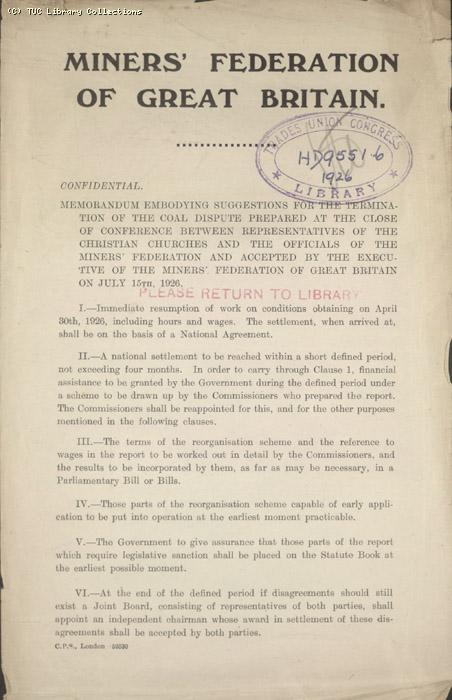 (C) TUC Library Collections
MINERS' FEDERATION
OF GREAT BRITAIN.
TRADES UNION CONGRESS
HD9551.6
1926
LIBRARY
CONFIDENTIAL.
MEMORANDUM EMBODYING SUGGESTIONS FOR THE TERMINA-
TION OF THE COAL DISPUTE PREPARED AT THE CLOSE
OF CONFERENCE BETWEEN REPRESENTATIVES OF THE
CHRISTIAN CHURCHES AND THE OFFICIALS OF THE
MINERS' FEDERATION AND ACCEPTED BY THE EXECU-
TIVE OF THE MINERS' FEDERATION OF GREAT BRITAIN
ON JULY 15TH, 1926.
PLEASE RETURN TO LIBRARY
I.—Immediate resumption of work on conditions obtaining on April
30th, 1926, including hours and wages. The settlement, when arrived at,
shall be on the basis of a National Agreement.
II.—A national settlement to be reached within a short defined period,
not exceeding four months. In order to carry through Clause 1, financial
assistance to be granted by the Government during the defined period under
a scheme to be drawn up by the Commissioners who prepared the report.
The Commissioners shall be reappointed for this, and for the other purposes
mentioned in the following clauses.
III.—The terms of the reorganisation scheme and the reference to
wages in the report to be worked out in detail by the Commissioners, and
the results to be incorporated by them, as far as may be necessary, in a
Parliamentary Bill or Bills.
IV.—Those parts of the reorganisation scheme capable of early appli-
cation to be put into operation at the earliest moment practicable.
V.—The Government to give assurance that those parts of the report
which require legislative sanction shall be placed on the Statute Book at
the earliest possible moment.
VI.—At the end of the defined period if disagreements should still
exist a Joint Board, consisting of representatives of both parties, shall
appoint an independent chairman whose award in settlement of these dis-
agreements shall be accepted by both parties.
C.P.S., London